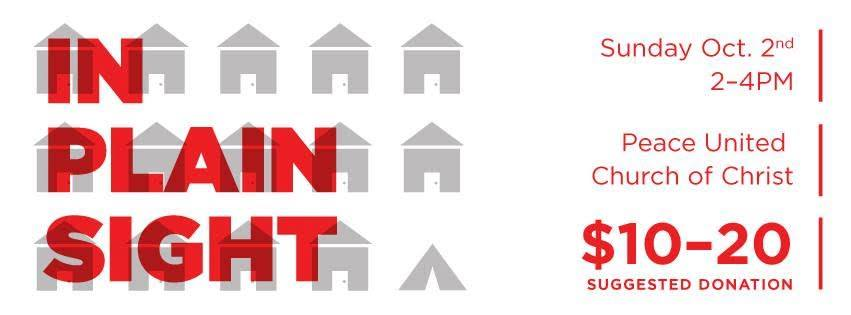 IN
PLAIN
SIGHT
Sunday Oct. 2nd
2–4PM
Peace United
Church of Christ
$10–20
SUGGESTED DONATION